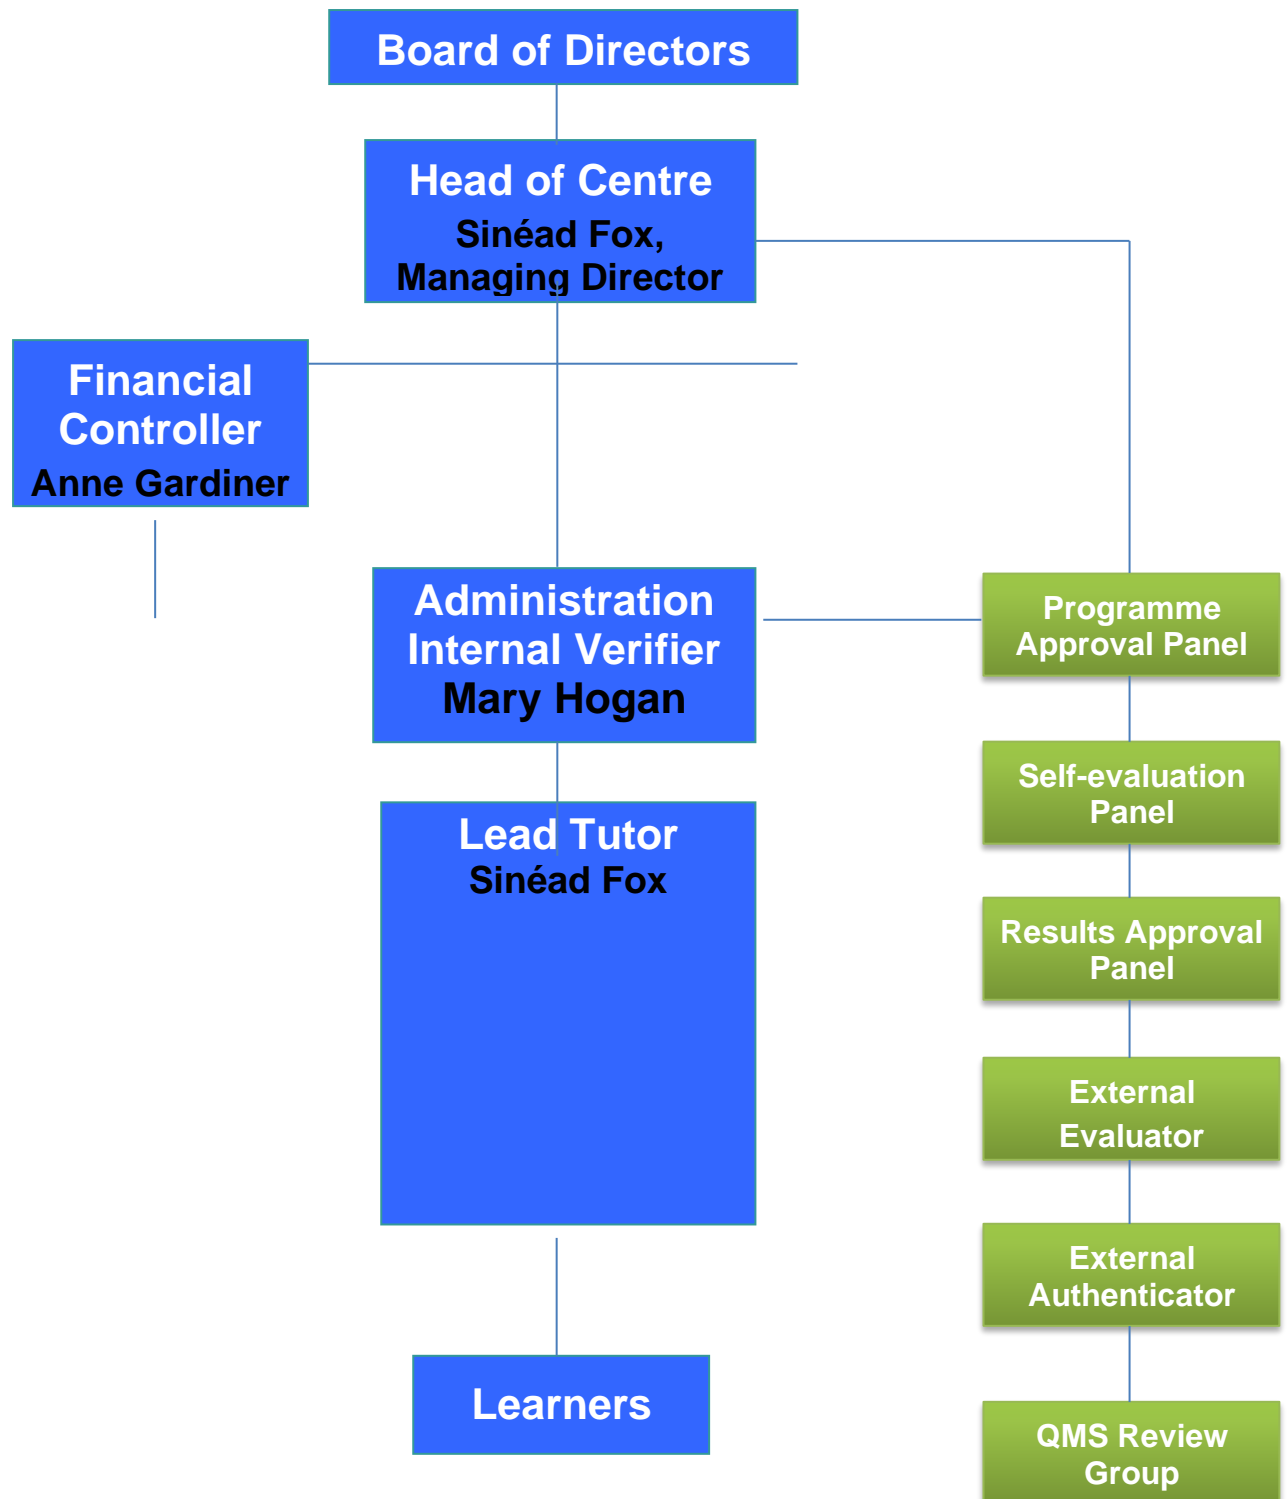 Board of Directors
Head of Centre
Sinéad Fox,
Managing Director
Financial
Controller
Anne Gardiner
Administration
Internal Verifier
Mary Hogan
Lead Tutor
Sinéad Fox
Learners
Programme
Approval Panel
Self-evaluation
Panel
Results Approval
Panel
External
Evaluator
External
Authenticator
QMS Review
Group